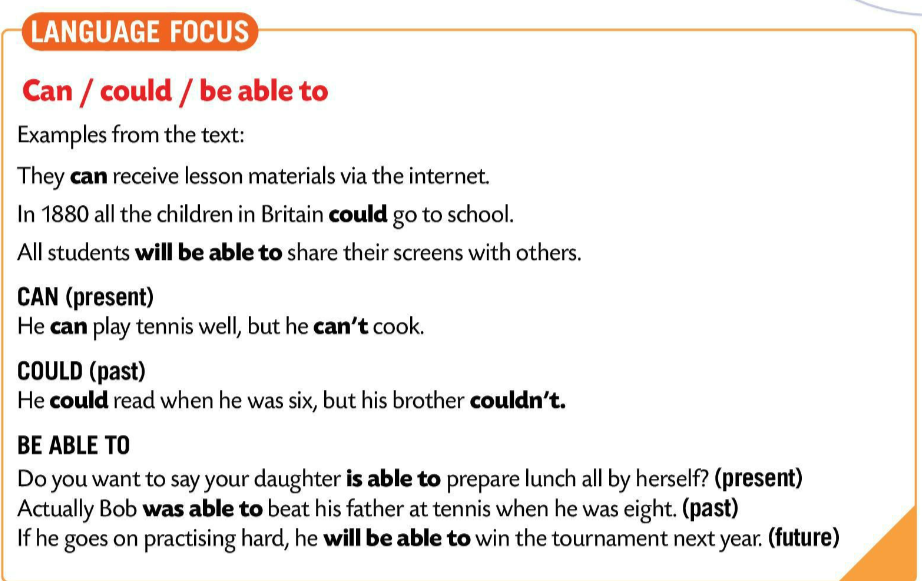 LANGUAGE FOCUS
Can / could / be able to
Examples from the text:
They can receive lesson materials via the internet.
In 1880 all the children in Britain could go to school.
All students will be able to share their screens with others.
CAN (present)
He can play tennis well, but he can't cook.
COULD (past)
He could read when he was six, but his brother couldn't.
BE ABLE TO
Do you want to say your daughter is able to prepare lunch all by herself? (present)
Actually Bob was able to beat his father at tennis when he was eight. (past)
If he goes on practising hard, he will be able to win the tournament next year. (future)